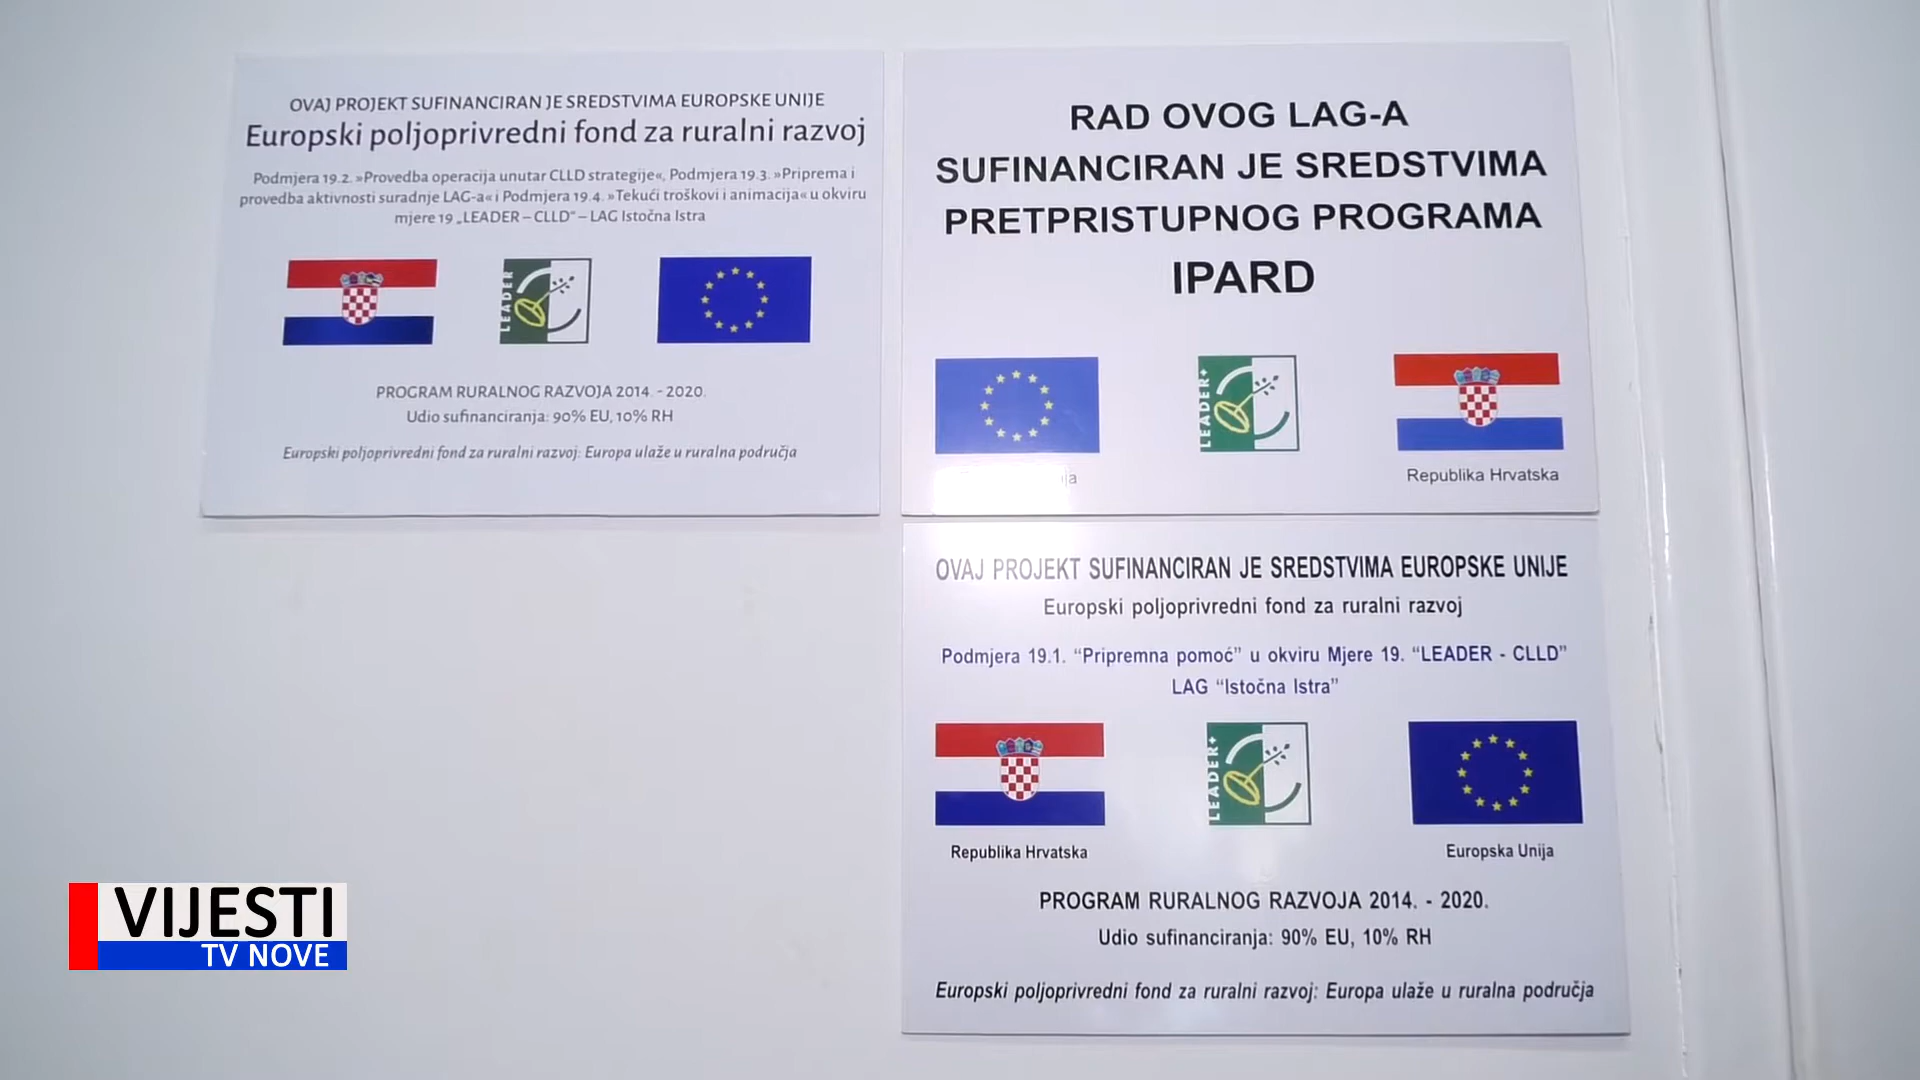 OVAJ PROJEKT SUFINANCIRAN JE SREDSTVIMA EUROPSKE UNIJE
Europski poljoprivredni fond za ruralni razvoj
Podmjera 19.2. »Provedba operacija unutar CLLD strategije«, Podmjera 19.3. »Priprema i
provedba aktivnosti suradnje LAG-a« i Podmjera 19.4. »Tekući troškovi i animacija« u okviru
mjere 19 „LEADER – CLLD“ – LAG Istočna Istra
LEADER
PROGRAM RURALNOG RAZVOJA 2014. - 2020.
Udio sufinanciranja: 90% EU, 10% RH
Europski poljoprivredni fond za ruralni razvoj: Europa ulaže u ruralna područja
RAD OVOG LAG-A
SUFINANCIRAN JE SREDSTVIMA
PRETPRISTUPNOG PROGRAMA
IPARD
LEADER+
Republika Hrvatska
OVAJ PROJEKT SUFINANCIRAN JE SREDSTVIMA EUROPSKE UNIJE
Europski poljoprivredni fond za ruralni razvoj
Podmjera 19.1. “Pripremna pomoć” u okviru Mjere 19. “LEADER - CLLD”
LAG “Istočna Istra”
LEADER+
Republika Hrvatska
Europska Unija
PROGRAM RURALNOG RAZVOJA 2014. - 2020.
Udio sufinanciranja: 90% EU, 10% RH
Europski poljoprivredni fond za ruralni razvoj: Europa ulaže u ruralna područja
VIJESTI
TV NOVE